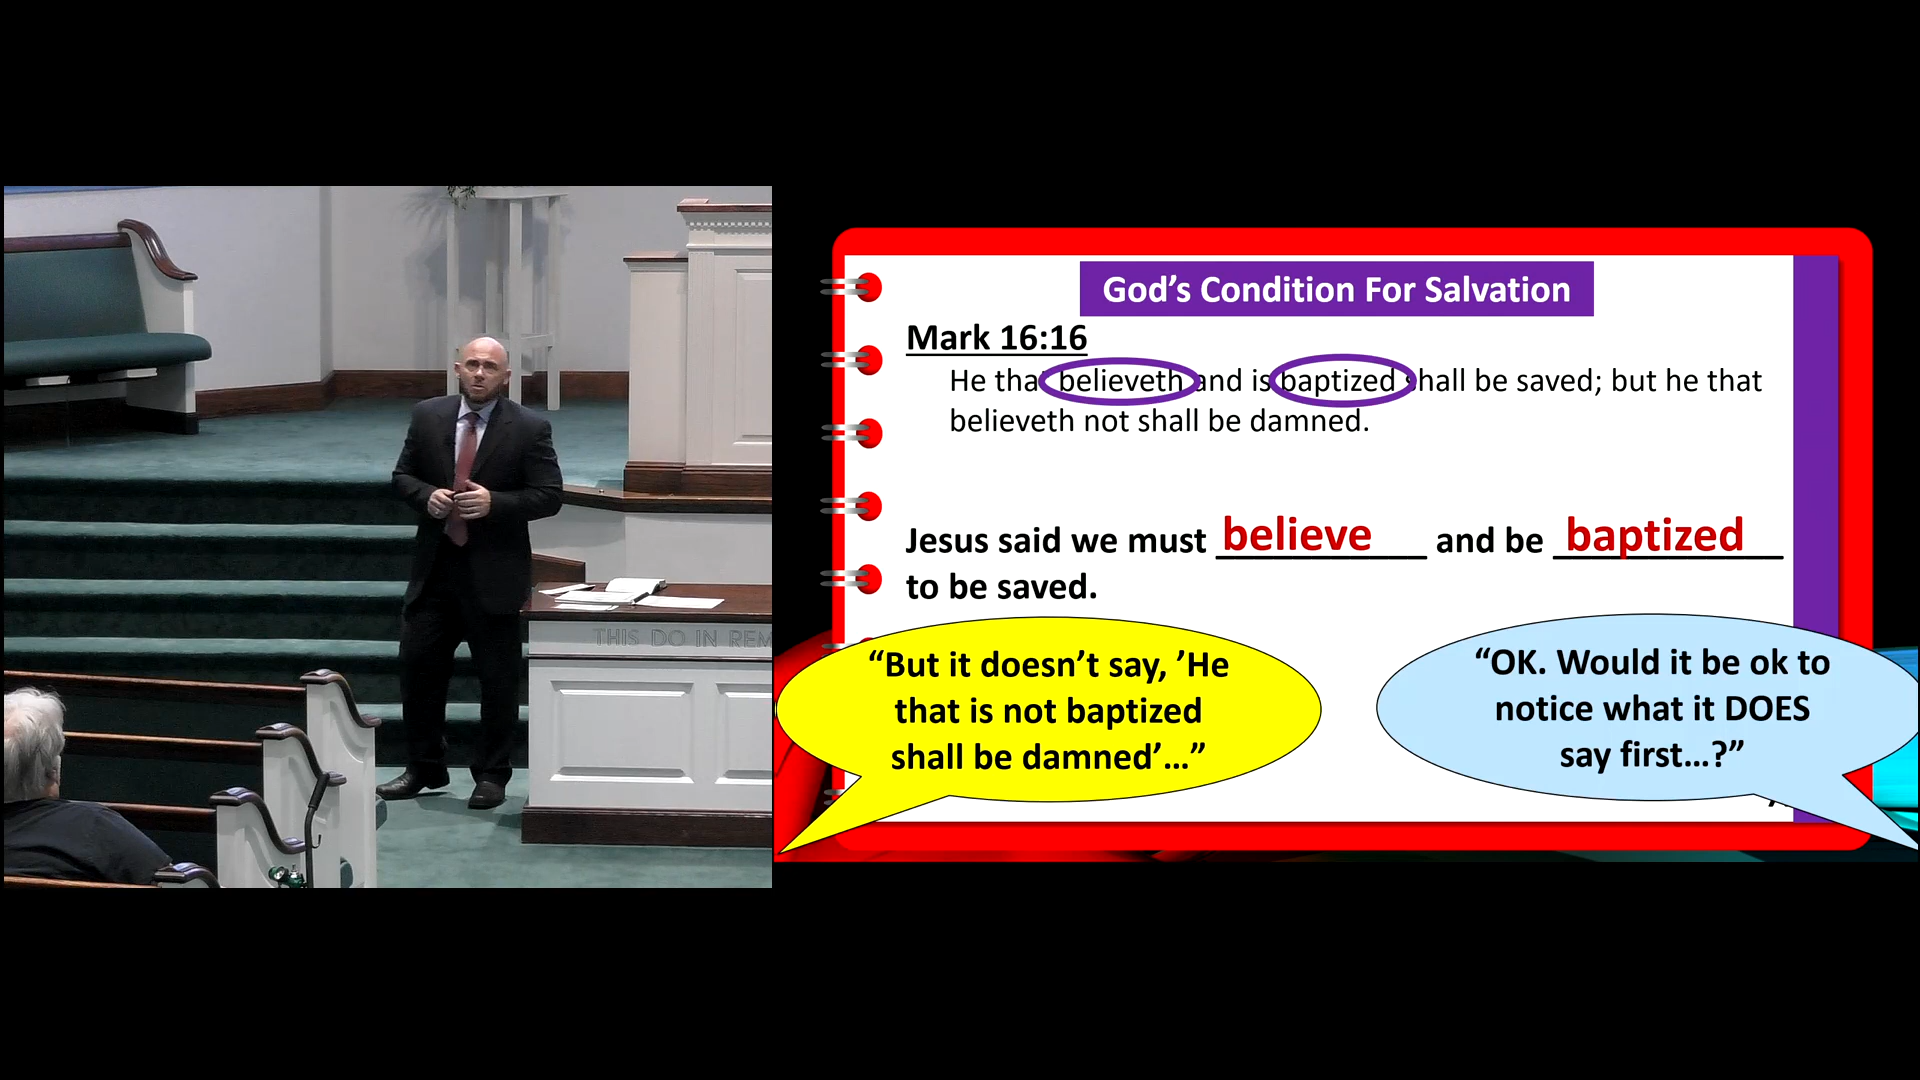 THIS DO IN REM
God's Condition For Salvation
Mark 16:16
He that believeth and is baptized shall be saved; but he that
believeth not shall be damned.
Jesus said we must believe and be baptized
to be saved.
“But it doesn’t say, ’He
that is not baptized
shall be damned’…”
“OK. Would it be ok to
notice what it DOES
say first…?”